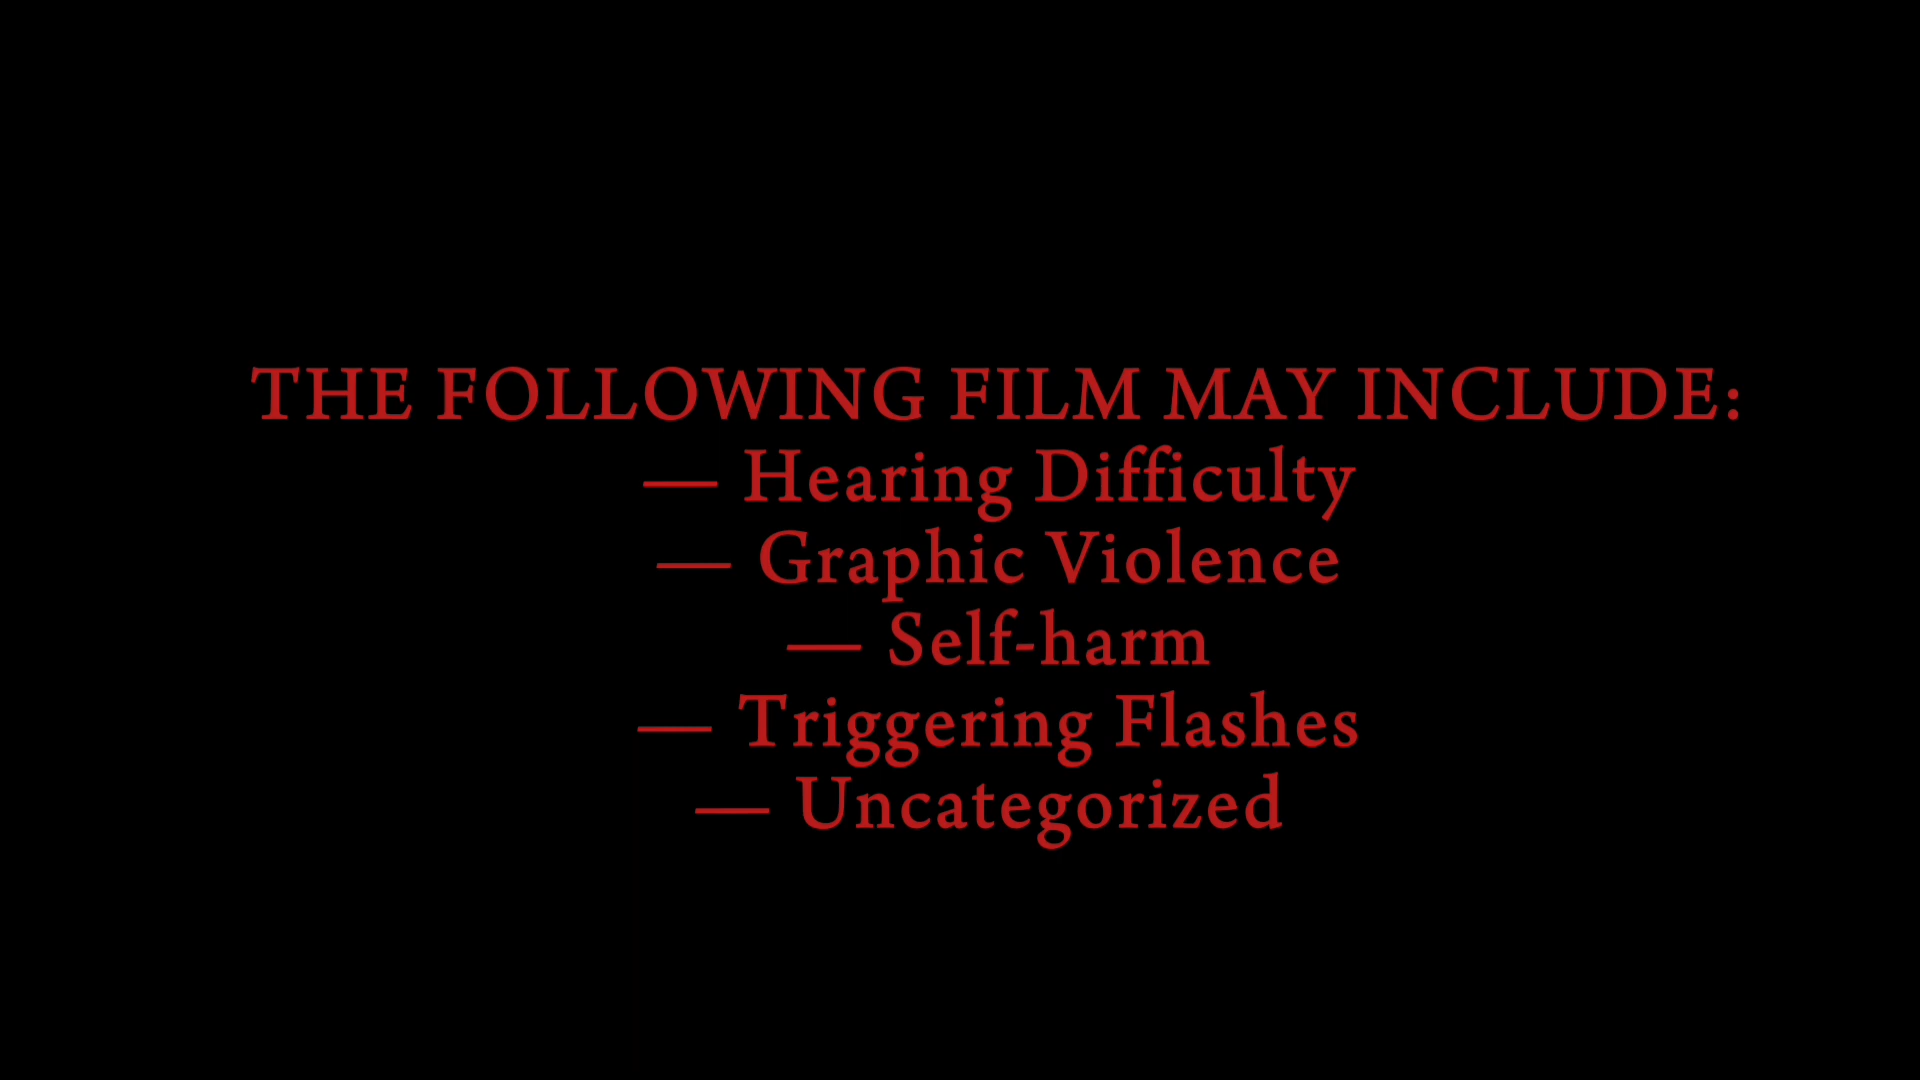 THE FOLLOWING FILM MAY INCLUDE:
— Hearing Difficulty
— Graphic Violence
— Self-harm
— Triggering Flashes
— Uncategorized